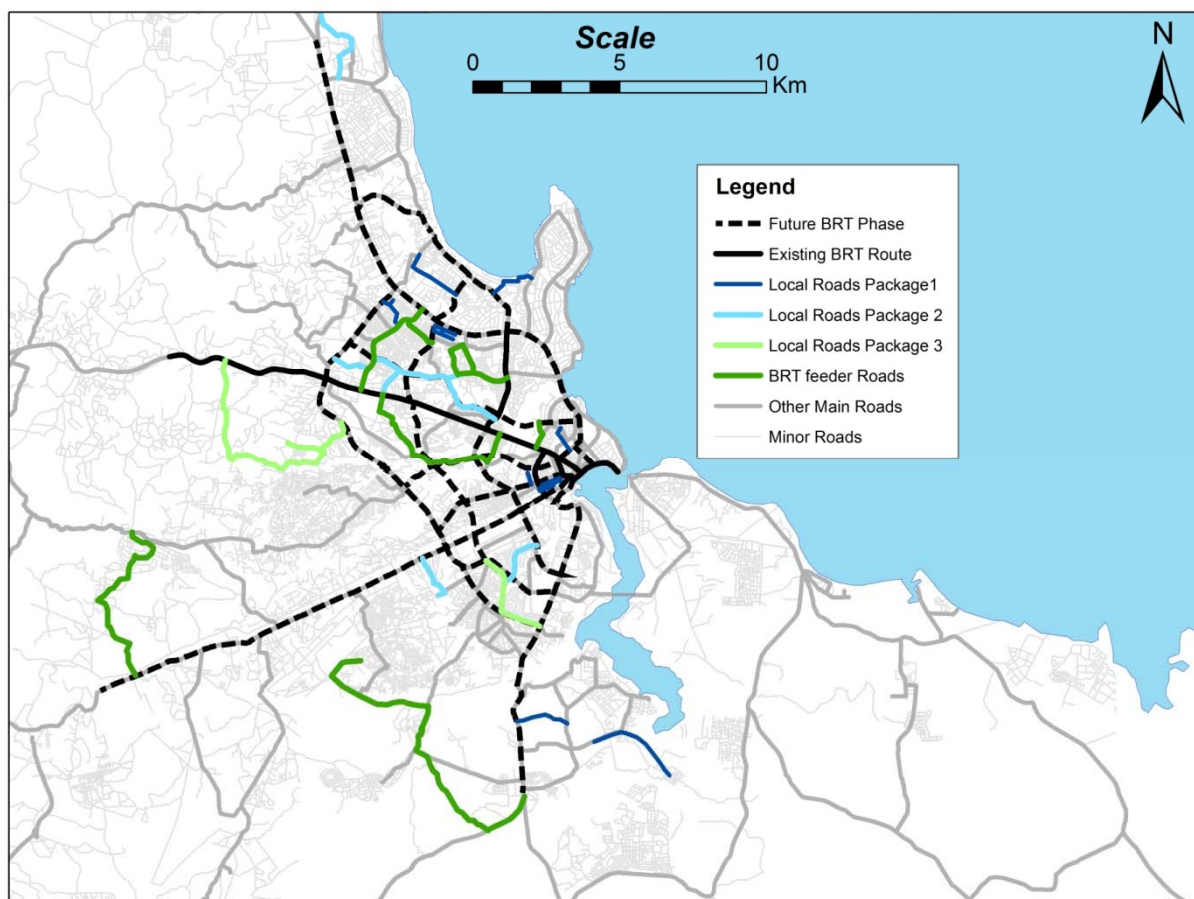 Scale
0 5 10
Km
N
Legend
Future BRT Phase
Existing BRT Route
Local Roads Package1
Local Roads Package 2
Local Roads Package 3
BRT feeder Roads
Other Main Roads
Minor Roads